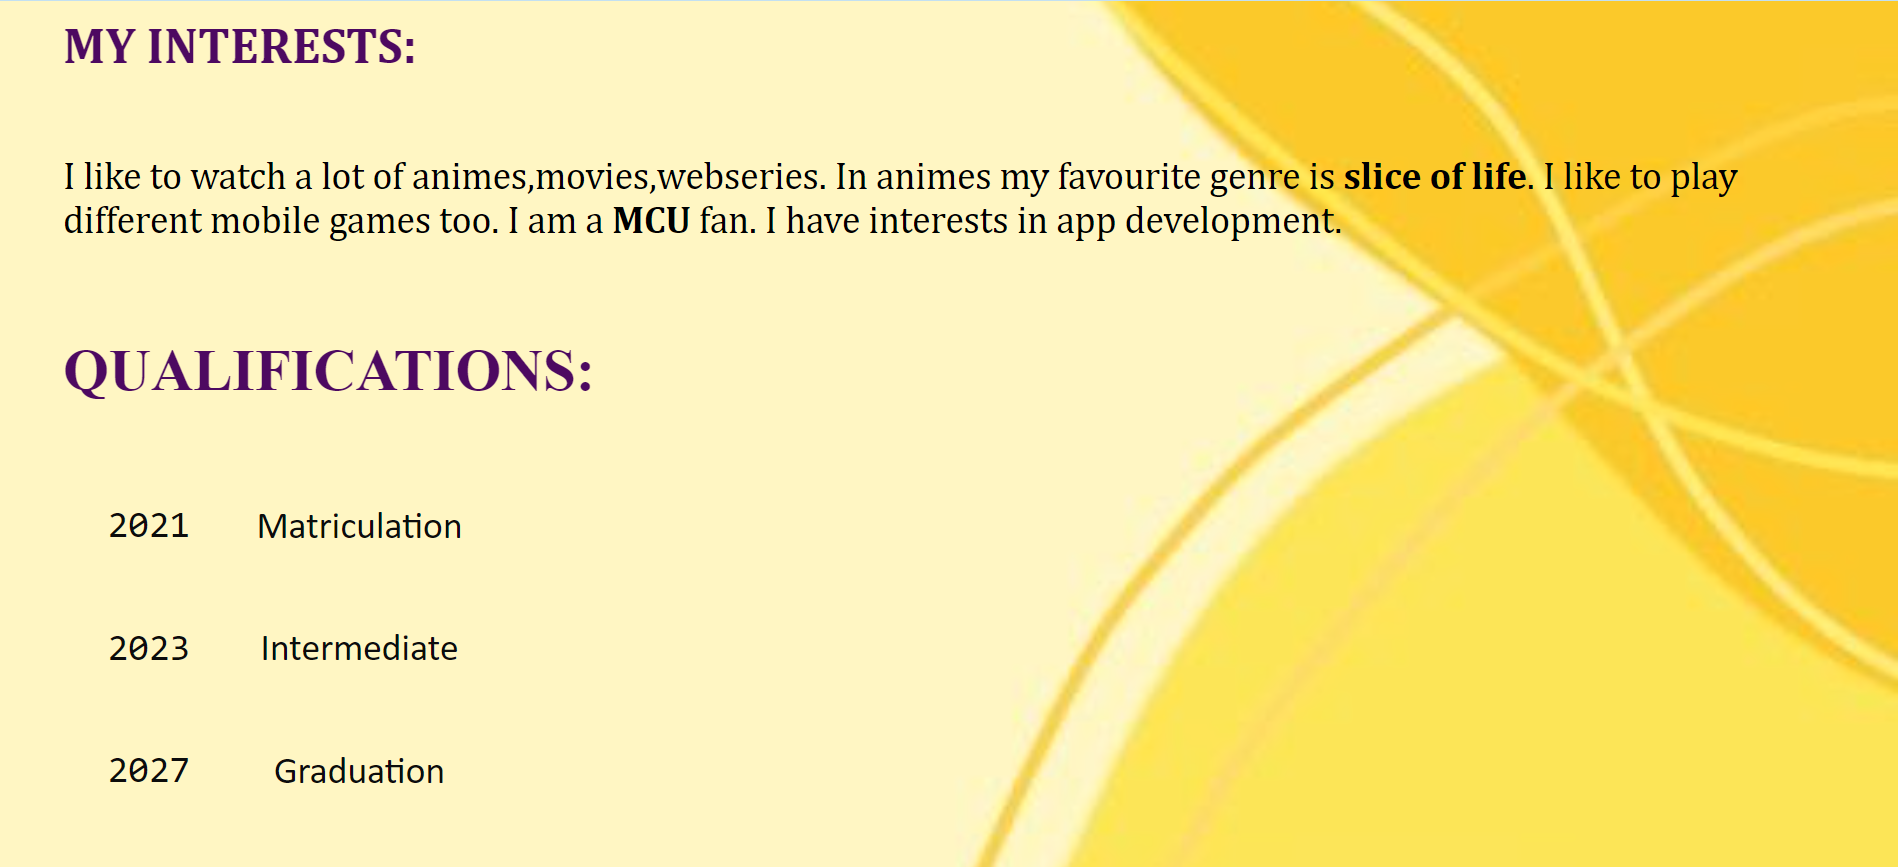 MY INTERESTS:
I like to watch a lot of animes,movies,webseries. In animes my favourite genre is slice of life. I like to play
different mobile games too. I am a MCU fan. I have interests in app development.
QUALIFICATIONS:
2021 Matriculation
2023 Intermediate
2027 Graduation